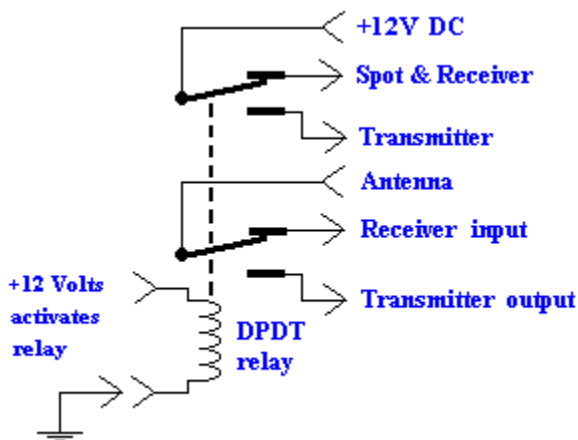 +12V DC
Spot & Receiver
Transmitter
Antenna
Receiver input
Transmitter output
+12 Volts
activates
relay
DPDT
relay